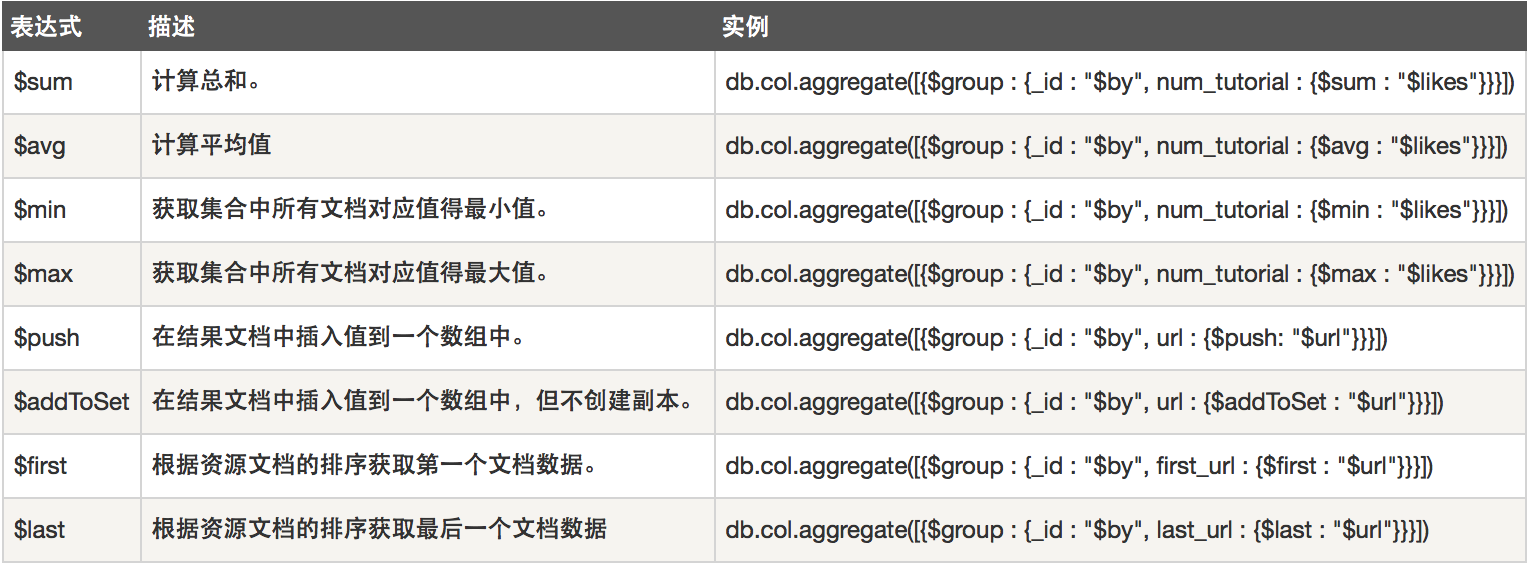 表达式 描述 实例
$sum 计算总和。 db.col.aggregate([{$group : {_id : "$by", num_tutorial : {$sum : "$likes"}}}])
$avg 计算平均值 db.col.aggregate([{$group : {_id : "$by", num_tutorial : {$avg : "$likes"}}}])
$min 获取集合中所有文档对应值得最小值。 db.col.aggregate([{$group : {_id : "$by", num_tutorial : {$min : "$likes"}}}])
$max 获取集合中所有文档对应值得最大值。 db.col.aggregate([{$group : {_id : "$by", num_tutorial : {$max : "$likes"}}}])
$push 在结果文档中插入值到一个数组中。 db.col.aggregate([{$group : {_id : "$by", url : {$push: "$url"}}}])
$addToSet 在结果文档中插入值到一个数组中，但不创建副本。 db.col.aggregate([{$group : {_id : "$by", url : {$addToSet : "$url"}}}])
$first 根据资源文档的排序获取第一个文档数据。 db.col.aggregate([{$group : {_id : "$by", first_url : {$first : "$url"}}}])
$last 根据资源文档的排序获取最后一个文档数据 db.col.aggregate([{$group : {_id : "$by", last_url : {$last : "$url"}}}])